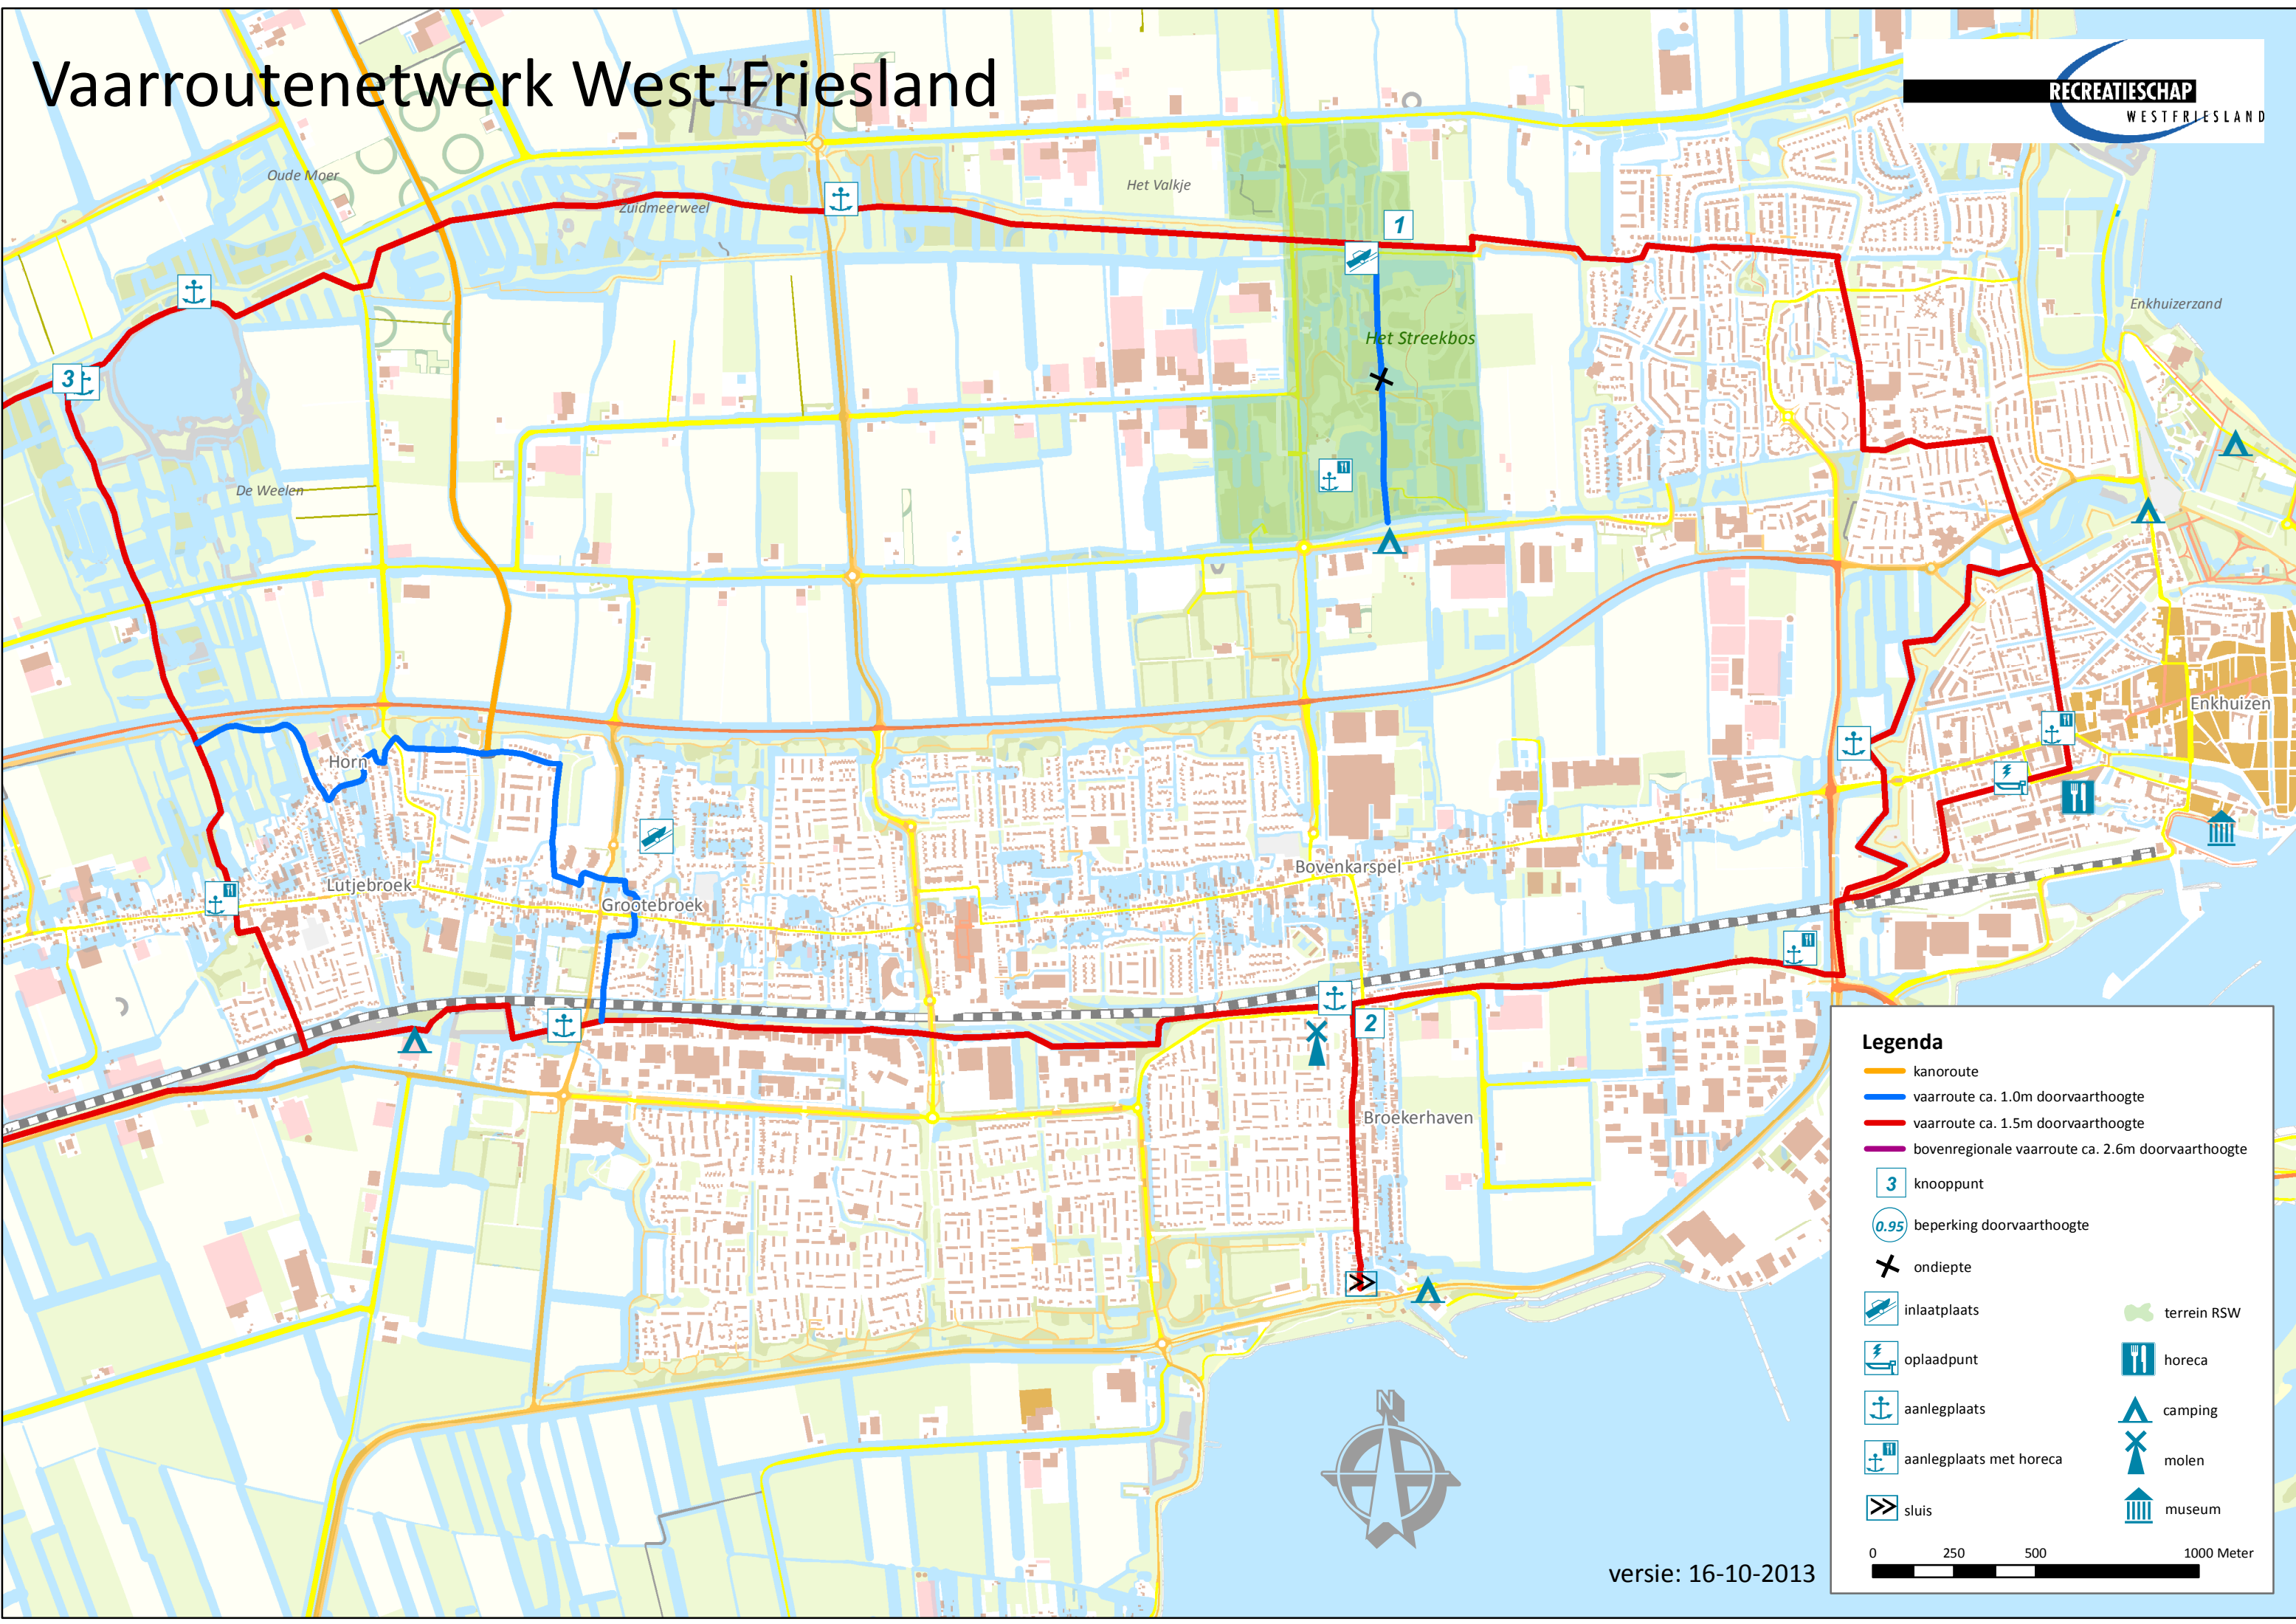 Vaarroutenetwerk West-Friesland
RECREATIESCHAP
WESTFRIESLAND
Oude Moer
Zuidmeerweel
Het Valkje
1
Enkhuizerzand
Het Streekbos
3
De Weelen
Enkhuizen
Horn
Lutjebroek
Grootebroek
Bovenkarspel
2
Broekerhaven
Legenda
kanoroute
vaarroute ca. 1.0m doorvaarthoogte
vaarroute ca. 1.5m doorvaarthoogte
bovenregionale vaarroute ca. 2.6m doorvaarthoogte
3 knooppunt
0.95 beperking doorvaarthoogte
ondiepte
inlaatplaats
terrein RSW
oplaadpunt
horeca
aanlegplaats
camping
aanlegplaats met horeca
molen
sluis
museum
0 250 500 1000 Meter
N
versie: 16-10-2013